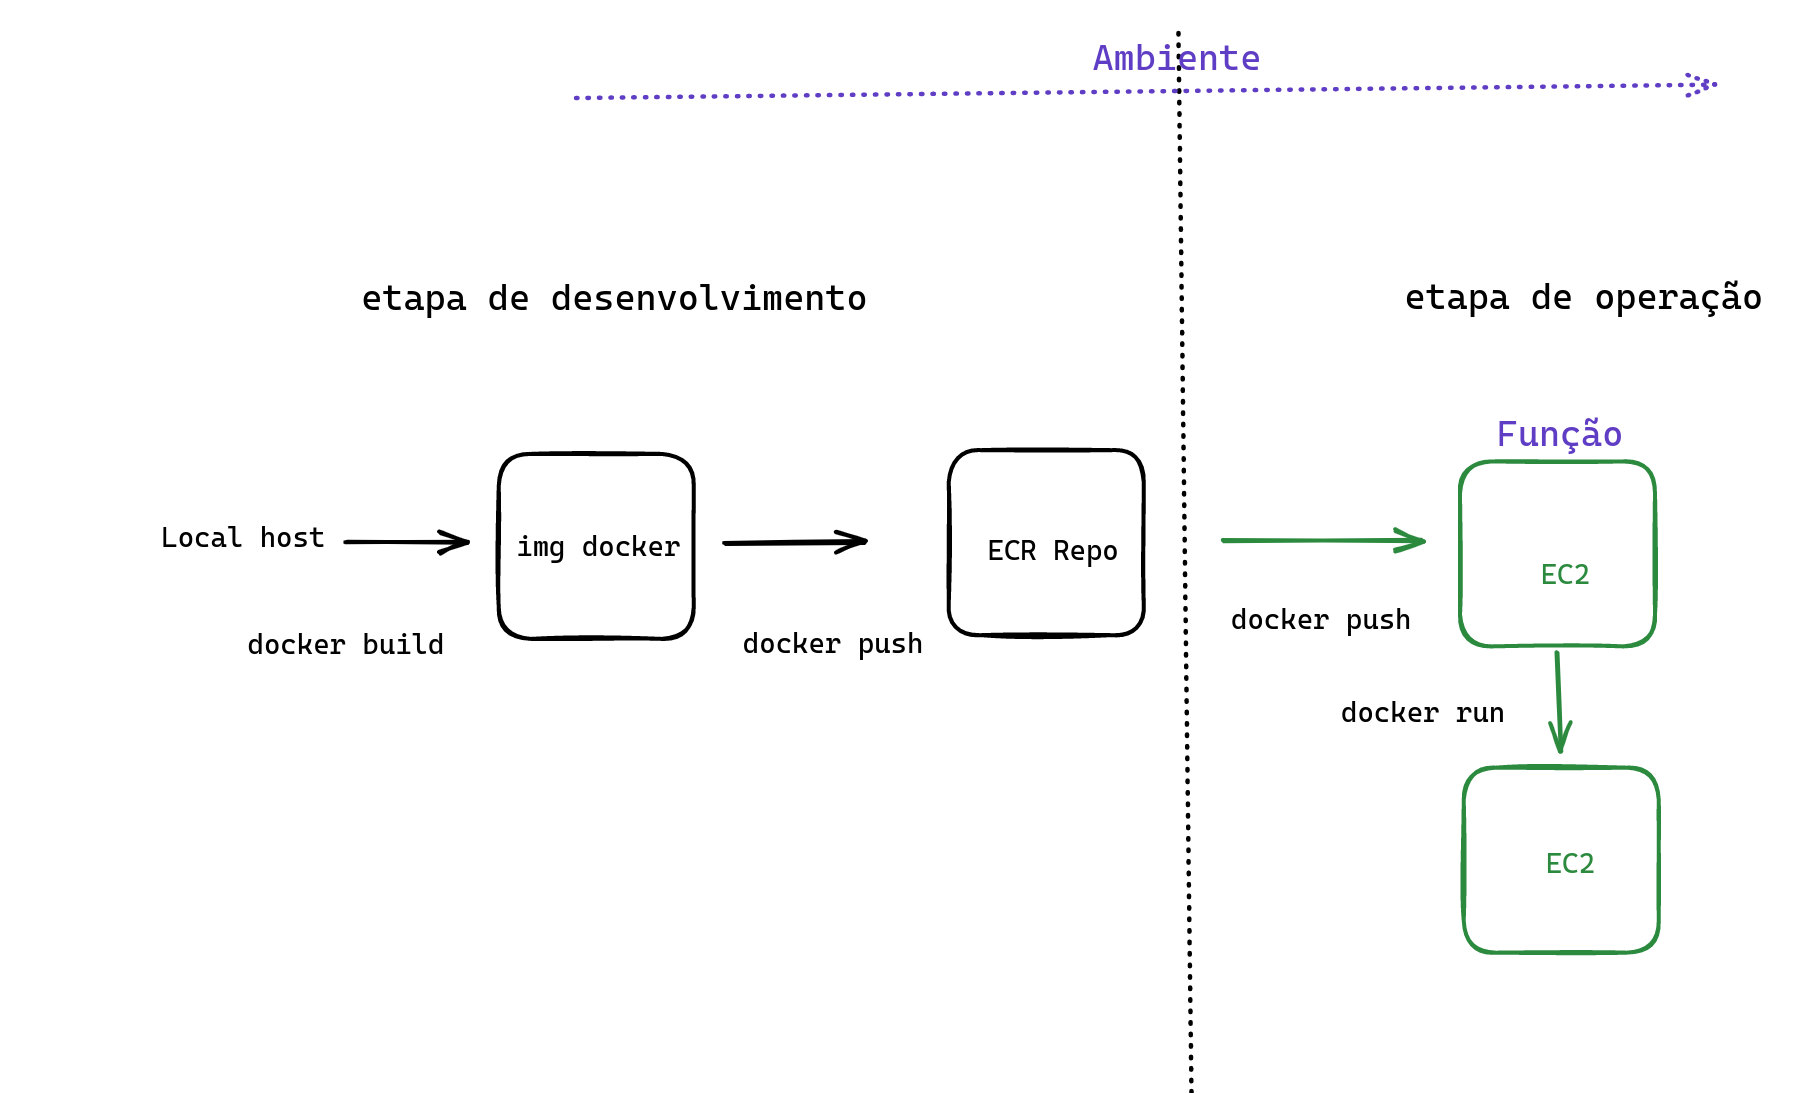 Ambiente
etapa de desenvolvimento
etapa de operação
Função
Local host
img docker
ECR Repo
EC2
docker build
docker push
docker push
docker run
EC2